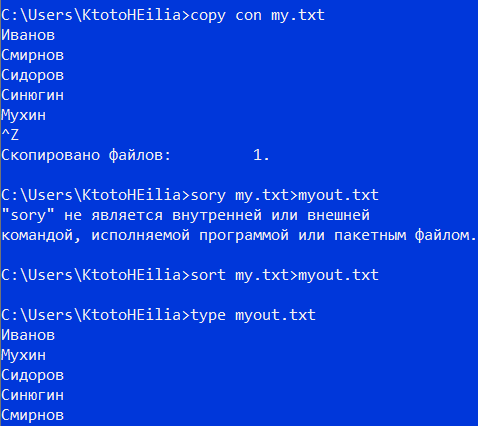 C:\Users\KtotoHEilia>copy con my.txt
Иванов
Смирнов
Сидоров
Синюгин
Мухин
^Z
Скопировано файлов:         1.
C:\Users\KtotoHEilia>sory my.txt>myout.txt
"sory" не является внутренней или внешней
командой, исполняемой программой или пакетным файлом.
C:\Users\KtotoHEilia>sort my.txt>myout.txt
C:\Users\KtotoHEilia>type myout.txt
Иванов
Мухин
Сидоров
Синюгин
Смирнов